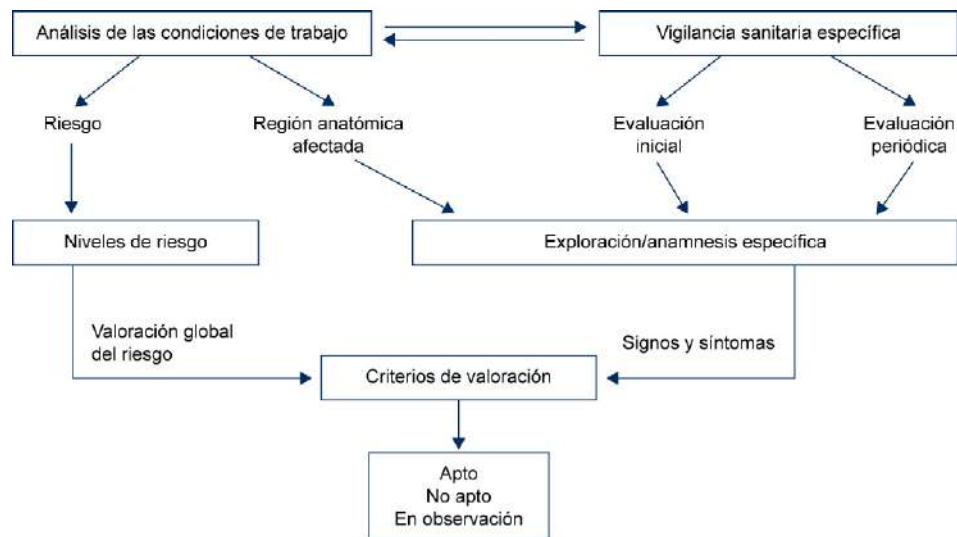 Análisis de las condiciones de trabajo
Vigilancia sanitaria específica
Riesgo
Región anatómica
afectada
Evaluación
inicial
Evaluación
periódica
Niveles de riesgo
Exploración/anamnesis específica
Valoración global
del riesgo
Signos y síntomas
Criterios de valoración
Apto
No apto
En observación